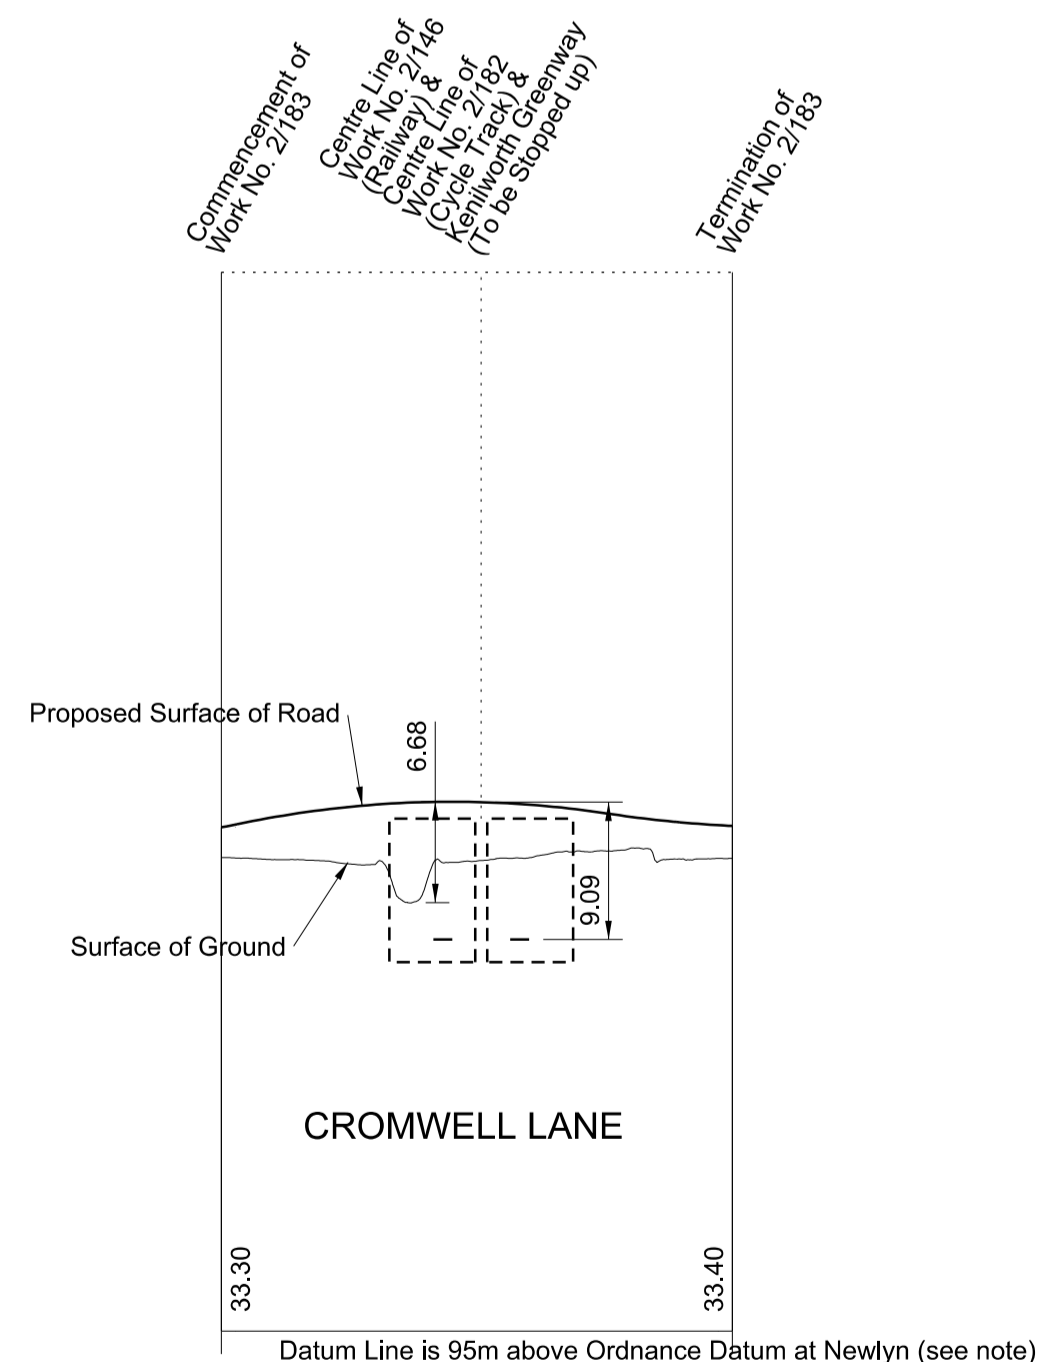 Commencement of
Work No. 2/183
Centre Line of
Work No. 2/146
(Railway) &
Centre Line of
Work No. 2/182
(Cycle Track) &
Kenilworth Greenway
(To be Stopped up)
Termination of
Work No. 2/183
Proposed Surface of Road
6.68
9.09
Surface of Ground
CROMWELL LANE
33.30
33.40
Datum Line is 95m above Ordnance Datum at Newlyn (see note)